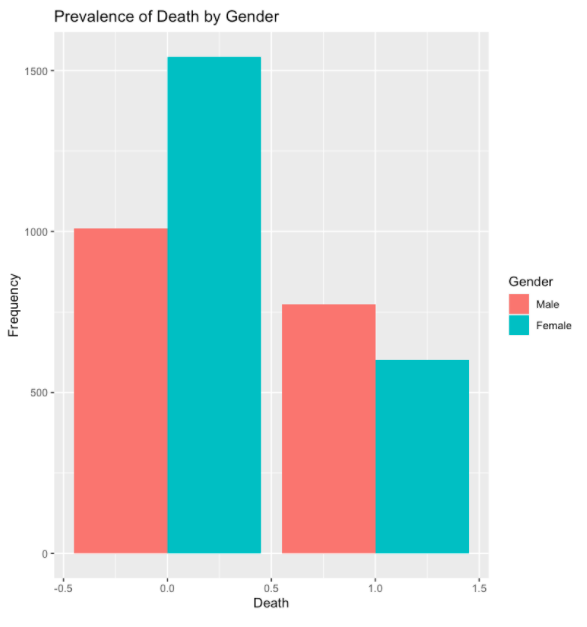 Prevalence of Death by Gender
1500
1000
500
0
Frequency
-0.5 0.0 0.5 1.0 1.5
Death
Gender
Male
Female